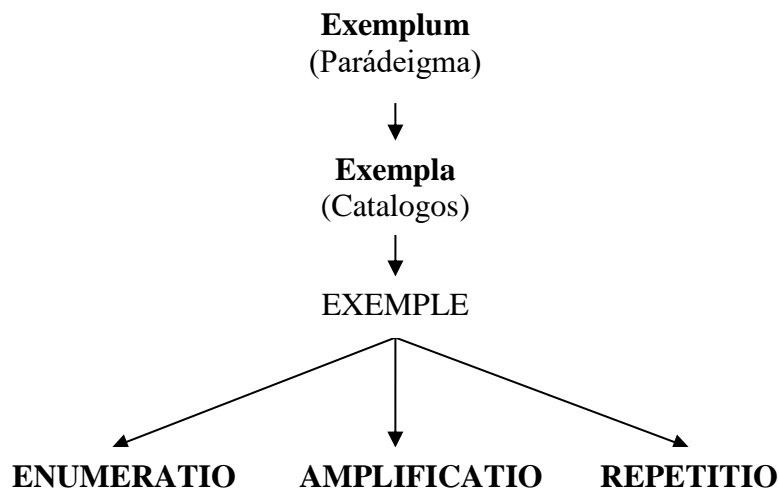 Exemplum
(Parádeigma)
Exempla
(Catalogos)
EXEMPLE
ENUMERATIO AMPLIFICATIO REPETITIO